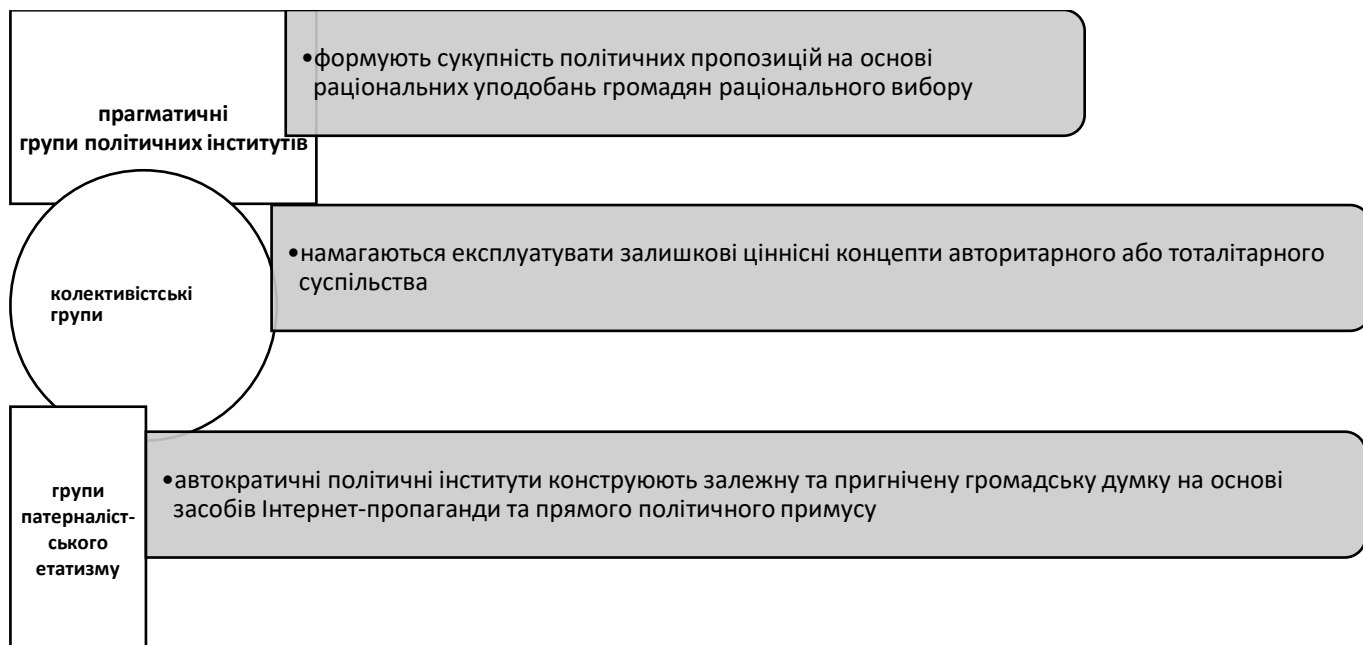 прагматичні
групи політичних інститутів
•формують сукупність політичних пропозицій на основі
раціональних уподобань громадян раціонального вибору
колективістські
групи
•намагаються експлуатувати залишкові ціннісні концепти авторитарного або тоталітарного
суспільства
групи
патерналіст-
ського
етатизму
•автократичні політичні інститути конструюють залежну та пригнічену громадську думку на основі
засобів Інтернет-пропаганди та прямого політичного примусу